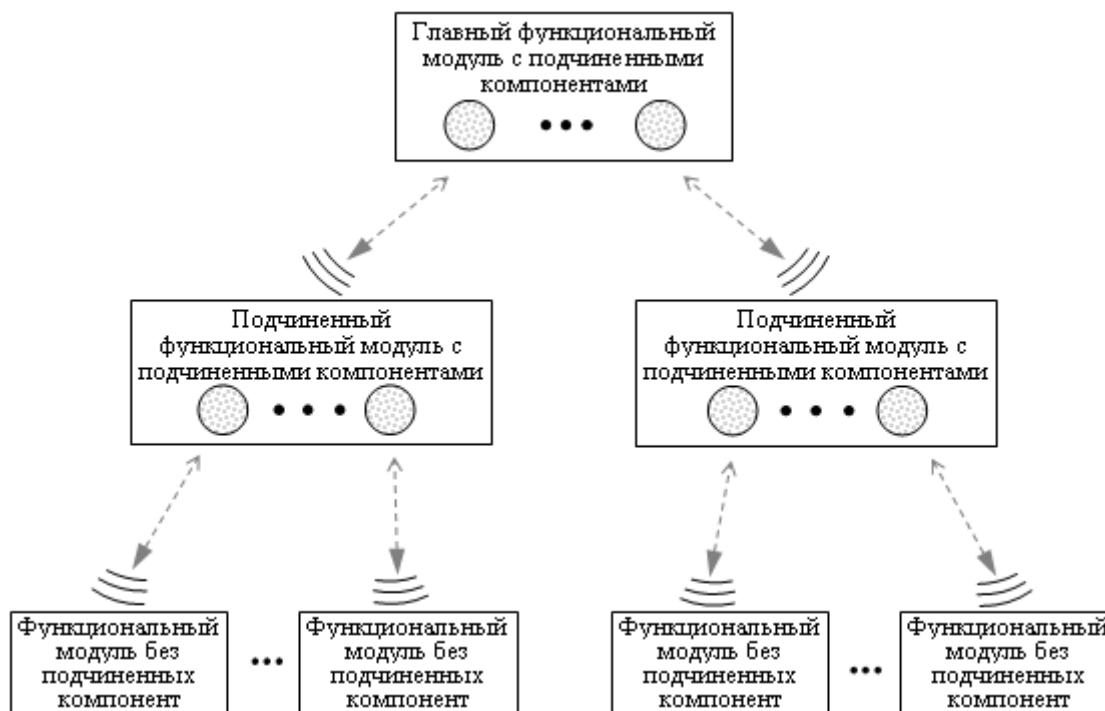 Главный функциональный
модуль с подчиненными
компонентами
Подчиненный
функциональный модуль с
подчиненными компонентами
Подчиненный
функциональный модуль с
подчиненными компонентами
Функциональный
модуль без
подчиненных
компонент
Функциональный
модуль без
подчиненных
компонент
Функциональный
модуль без
подчиненных
компонент
Функциональный
модуль без
подчиненных
компонент